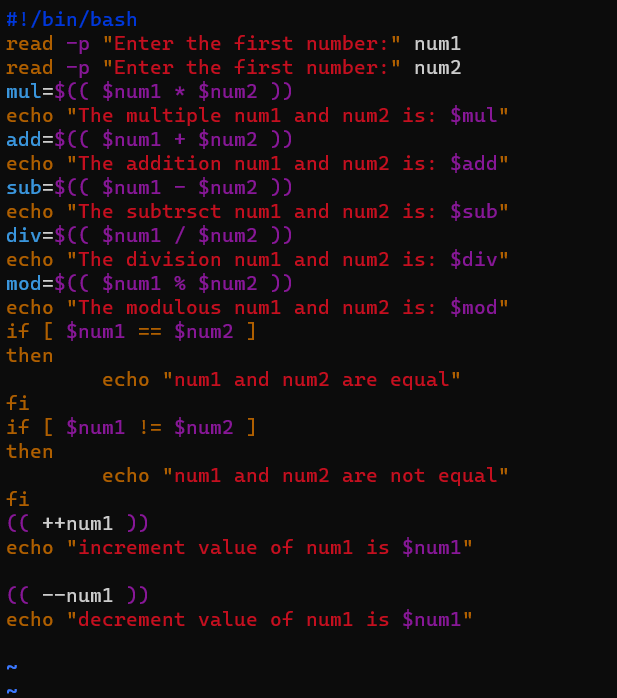 #!/bin/bash
read -p "Enter the first number:" num1
read -p "Enter the first number:" num2
mul=$(( $num1 * $num2 ))
echo "The multiple num1 and num2 is: $mul"
add=$(( $num1 + $num2 ))
echo "The addition num1 and num2 is: $add"
sub=$(( $num1 - $num2 ))
echo "The subtrsct num1 and num2 is: $sub"
div=$(( $num1 / $num2 ))
echo "The division num1 and num2 is: $div"
mod=$(( $num1 % $num2 ))
echo "The modulous num1 and num2 is: $mod"
if [ $num1 == $num2 ]
then
        echo "num1 and num2 are equal"
fi
if [ $num1 != $num2 ]
then
        echo "num1 and num2 are not equal"
fi
(( ++num1 ))
echo "increment value of num1 is $num1"

(( --num1 ))
echo "decrement value of num1 is $num1"

~
~